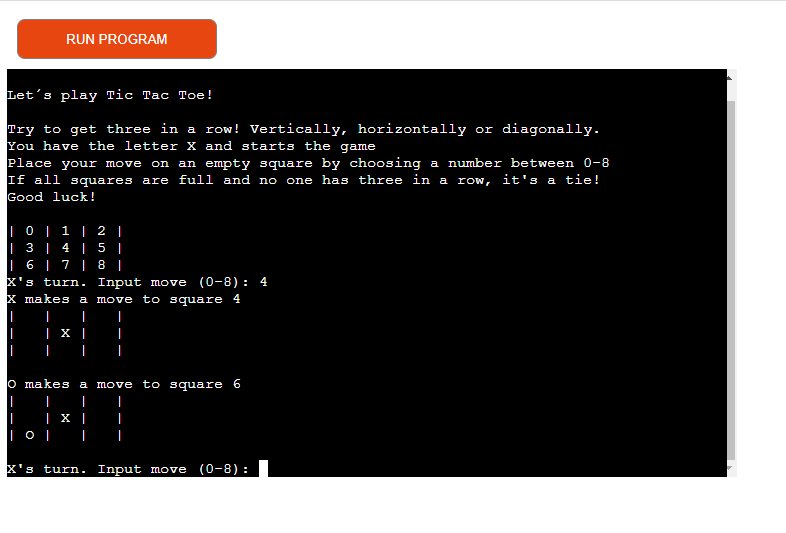 RUN PROGRAM
Let´s play Tic Tac Toe!
Try to get three in a row! Vertically, horizontally or diagonally.
You have the letter X and starts the game
Place your move on an empty square by choosing a number between 0-8
If all squares are full and no one has three in a row, it's a tie!
Good luck!
| 0 | 1 | 2 |
| 3 | 4 | 5 |
| 6 | 7 | 8 |
X's turn. Input move (0-8): 4
X makes a move to square 4
|   |   |   |
|   | X |   |
|   |   |   |
O makes a move to square 6
|   |   |   |
|   | X |   |
| O |   |   |
X's turn. Input move (0-8):